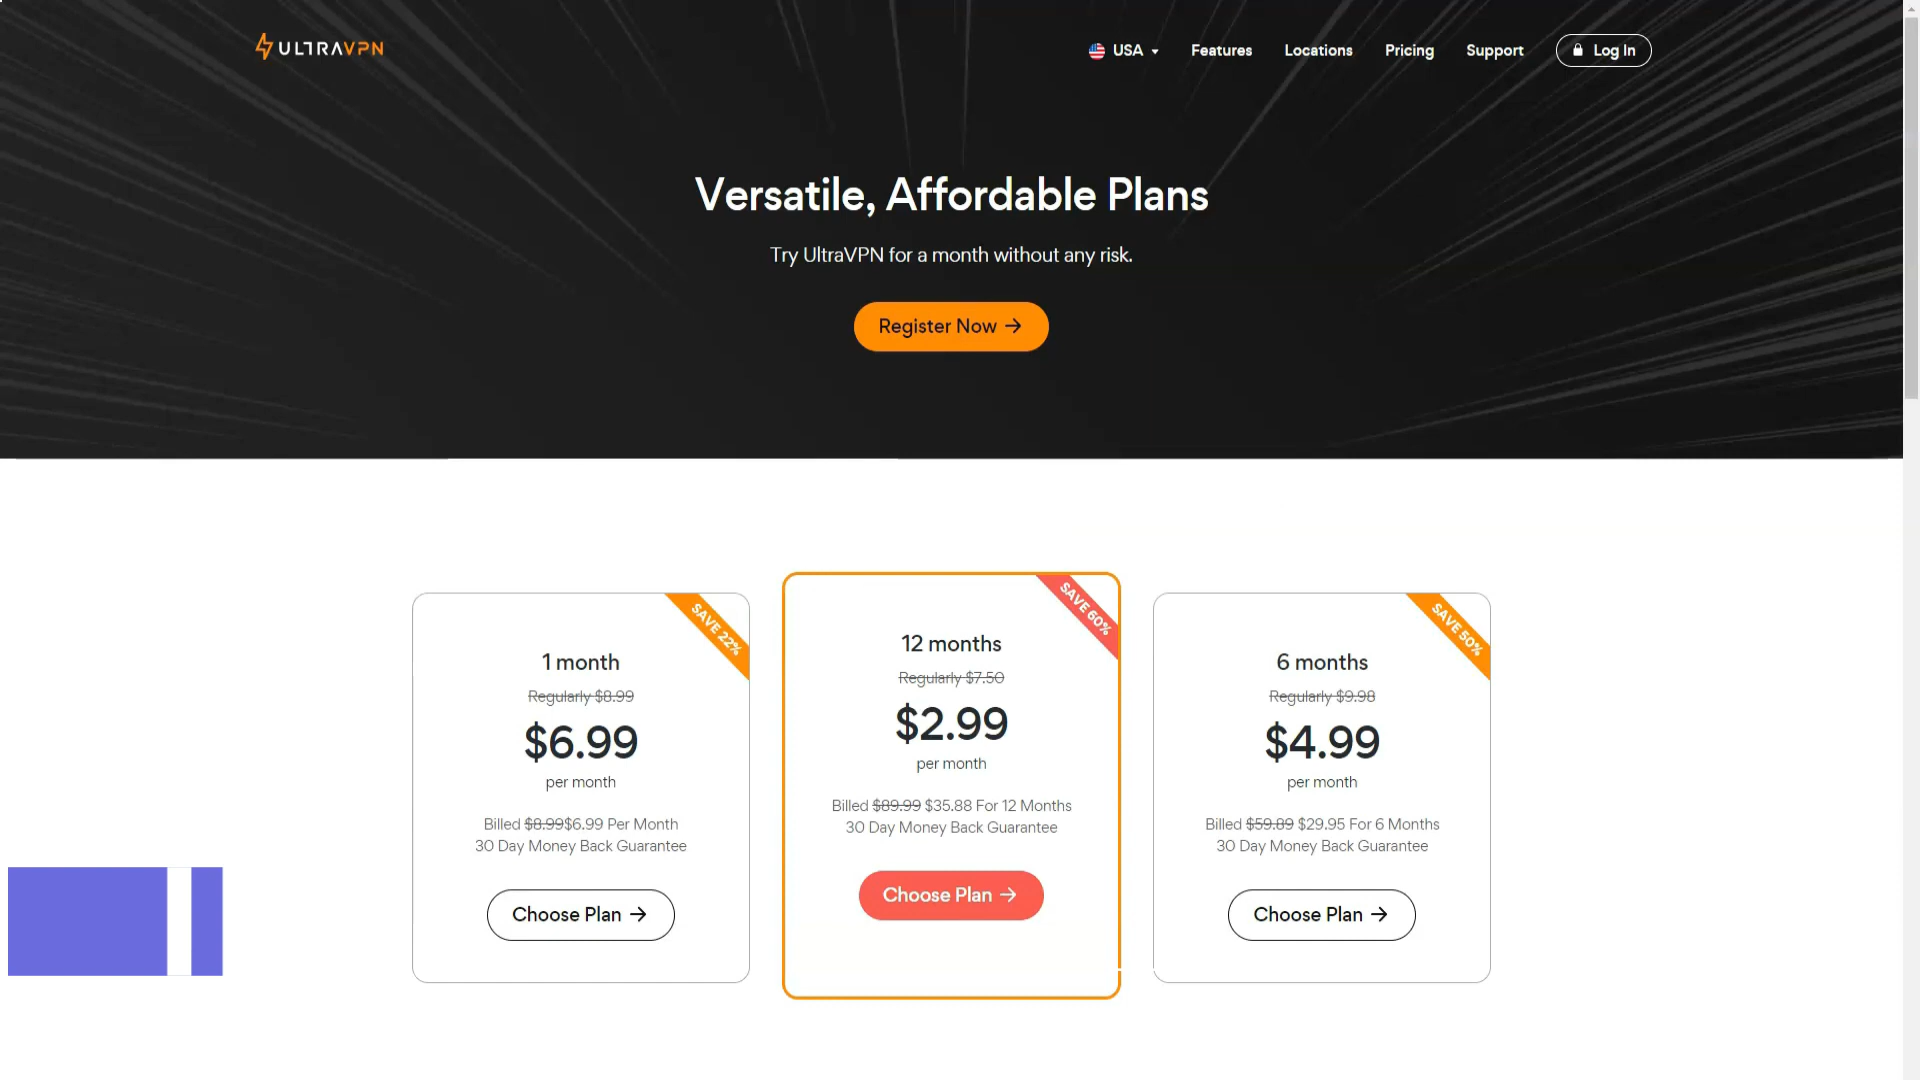 ULTRAVPN
USA
Features
Locations
Pricing
Support
Log In
Versatile, Affordable Plans
Try UltraVPN for a month without any risk.
Register Now →
SAVE 22%
1 month
Regularly $8.99
$6.99
per month
Billed $8.99$6.99 Per Month
30 Day Money Back Guarantee
Choose Plan →
SAVE 60%
12 months
Regularly $7.50
$2.99
per month
Billed $89.99 $35.88 For 12 Months
30 Day Money Back Guarantee
Choose Plan →
SAVE 50%
6 months
Regularly $9.98
$4.99
per month
Billed $59.89 $29.95 For 6 Months
30 Day Money Back Guarantee
Choose Plan →